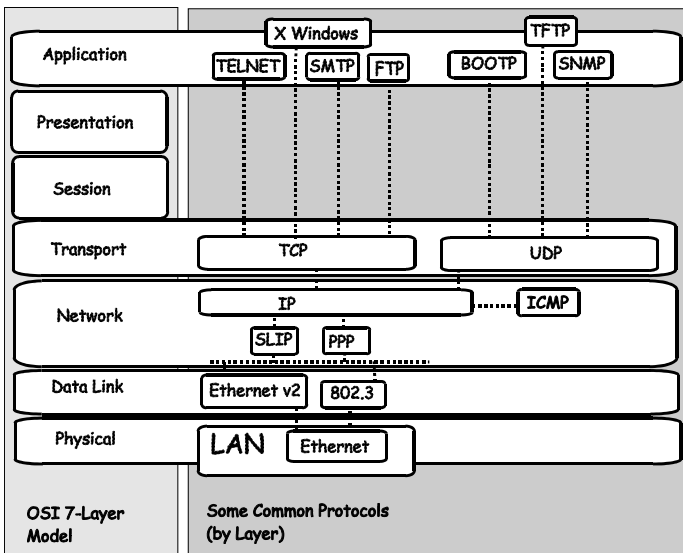 X Windows
TFTP
Application
TELNET
SMTP
FTP
BOOTP
SNMP
Presentation
Session
Transport
TCP
UDP
Network
IP
ICMP
SLIP
PPP
Data Link
Ethernet v2
802.3
Physical
LAN
Ethernet
OSI 7-Layer
Model
Some Common Protocols
(by Layer)